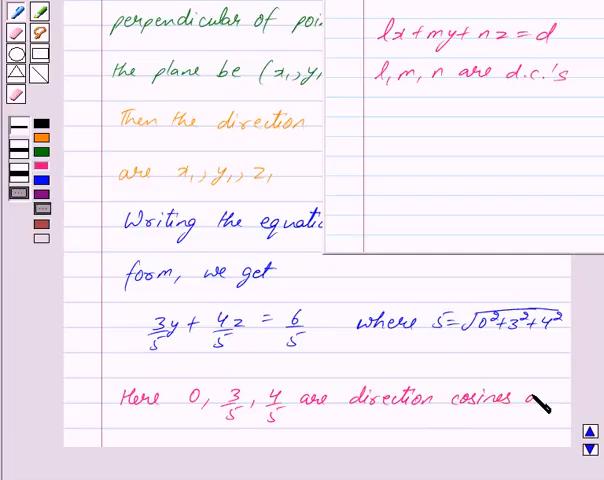 perpendicular of poi
the plane be (x₁, y₁,
Then the direction
are x₁, y₁, z₁
Writing the equatic
form, we get
3/5 y + 4/5 z = 6/5 where 5 = √(0²+3²+4²)
Here 0, 3/5, 4/5 are direction cosines a
lx + my + nz = d
l, m, n are d.c.'s